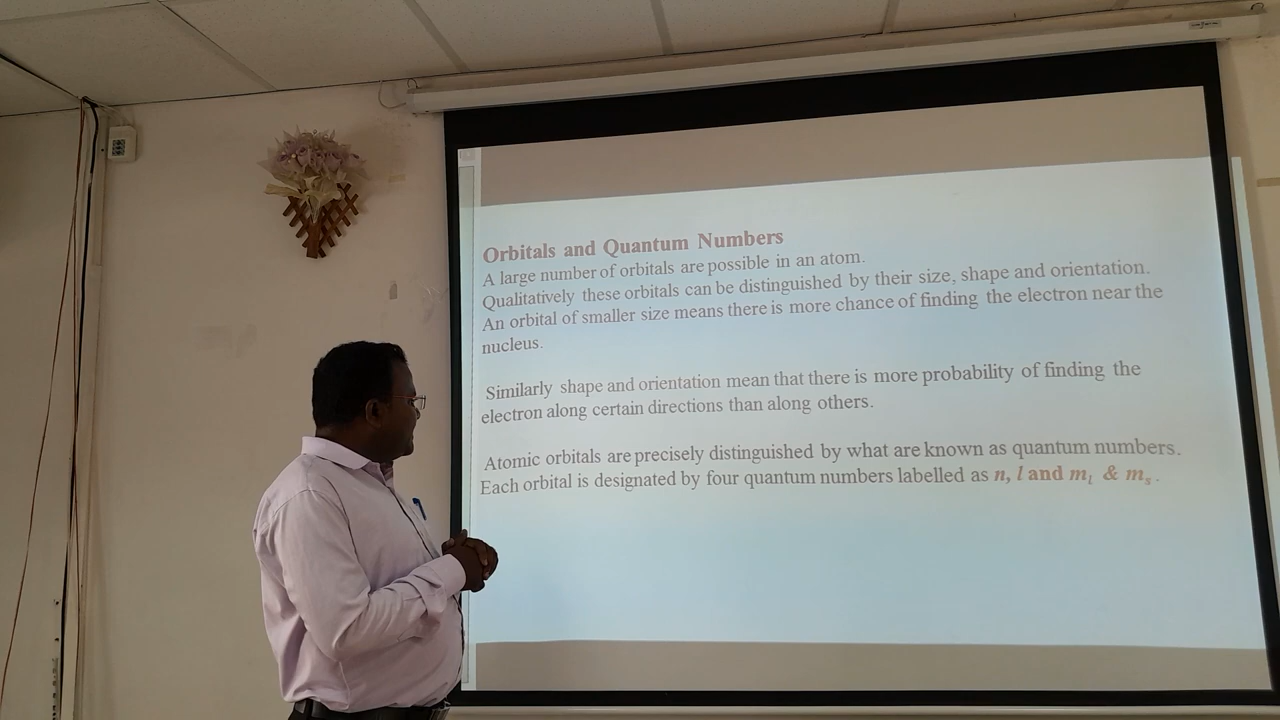 Orbitals and Quantum Numbers
A large number of orbitals are possible in an atom.
Qualitatively these orbitals can be distinguished by their size, shape and orientation.
An orbital of smaller size means there is more chance of finding the electron near the
nucleus.
Similarly shape and orientation mean that there is more probability of finding the
electron along certain directions than along others.
Atomic orbitals are precisely distinguished by what are known as quantum numbers.
Each orbital is designated by four quantum numbers labelled as n, l and mₗ & mₛ.